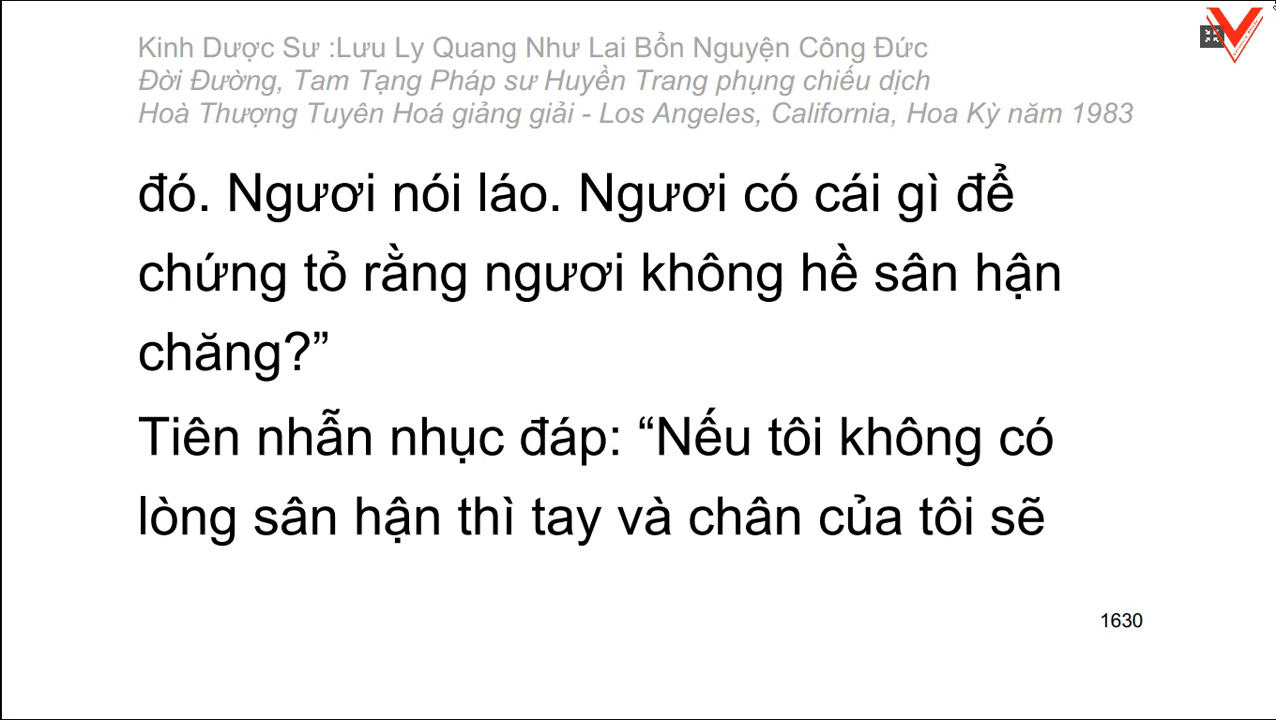 Kinh Dược Sư :Lưu Ly Quang Như Lai Bổn Nguyện Công Đức
Đời Đường, Tam Tạng Pháp sư Huyền Trang phụng chiếu dịch
Hoà Thượng Tuyên Hoá giảng giải - Los Angeles, California, Hoa Kỳ năm 1983
đó. Ngươi nói láo. Ngươi có cái gì để
chứng tỏ rằng ngươi không hề sân hận
chăng?”
Tiên nhẫn nhục đáp: “Nếu tôi không có
lòng sân hận thì tay và chân của tôi sẽ
1630